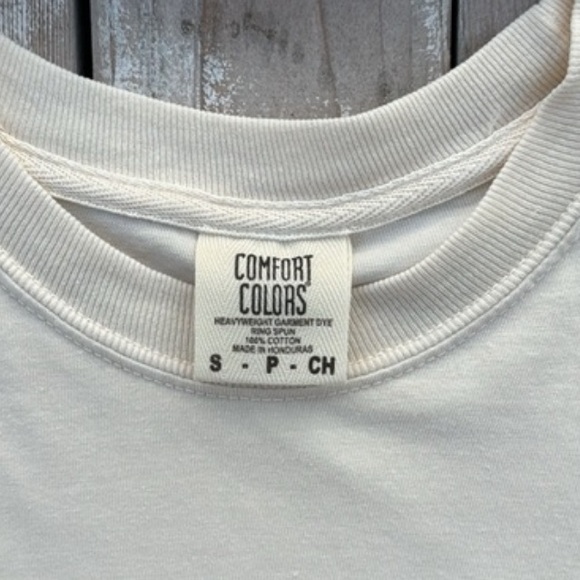 COMFORT
COLORS
HEAVYWEIGHT GARMENT DYE
RING SPUN
100% COTTON
MADE IN HONDURAS
S - P - CH